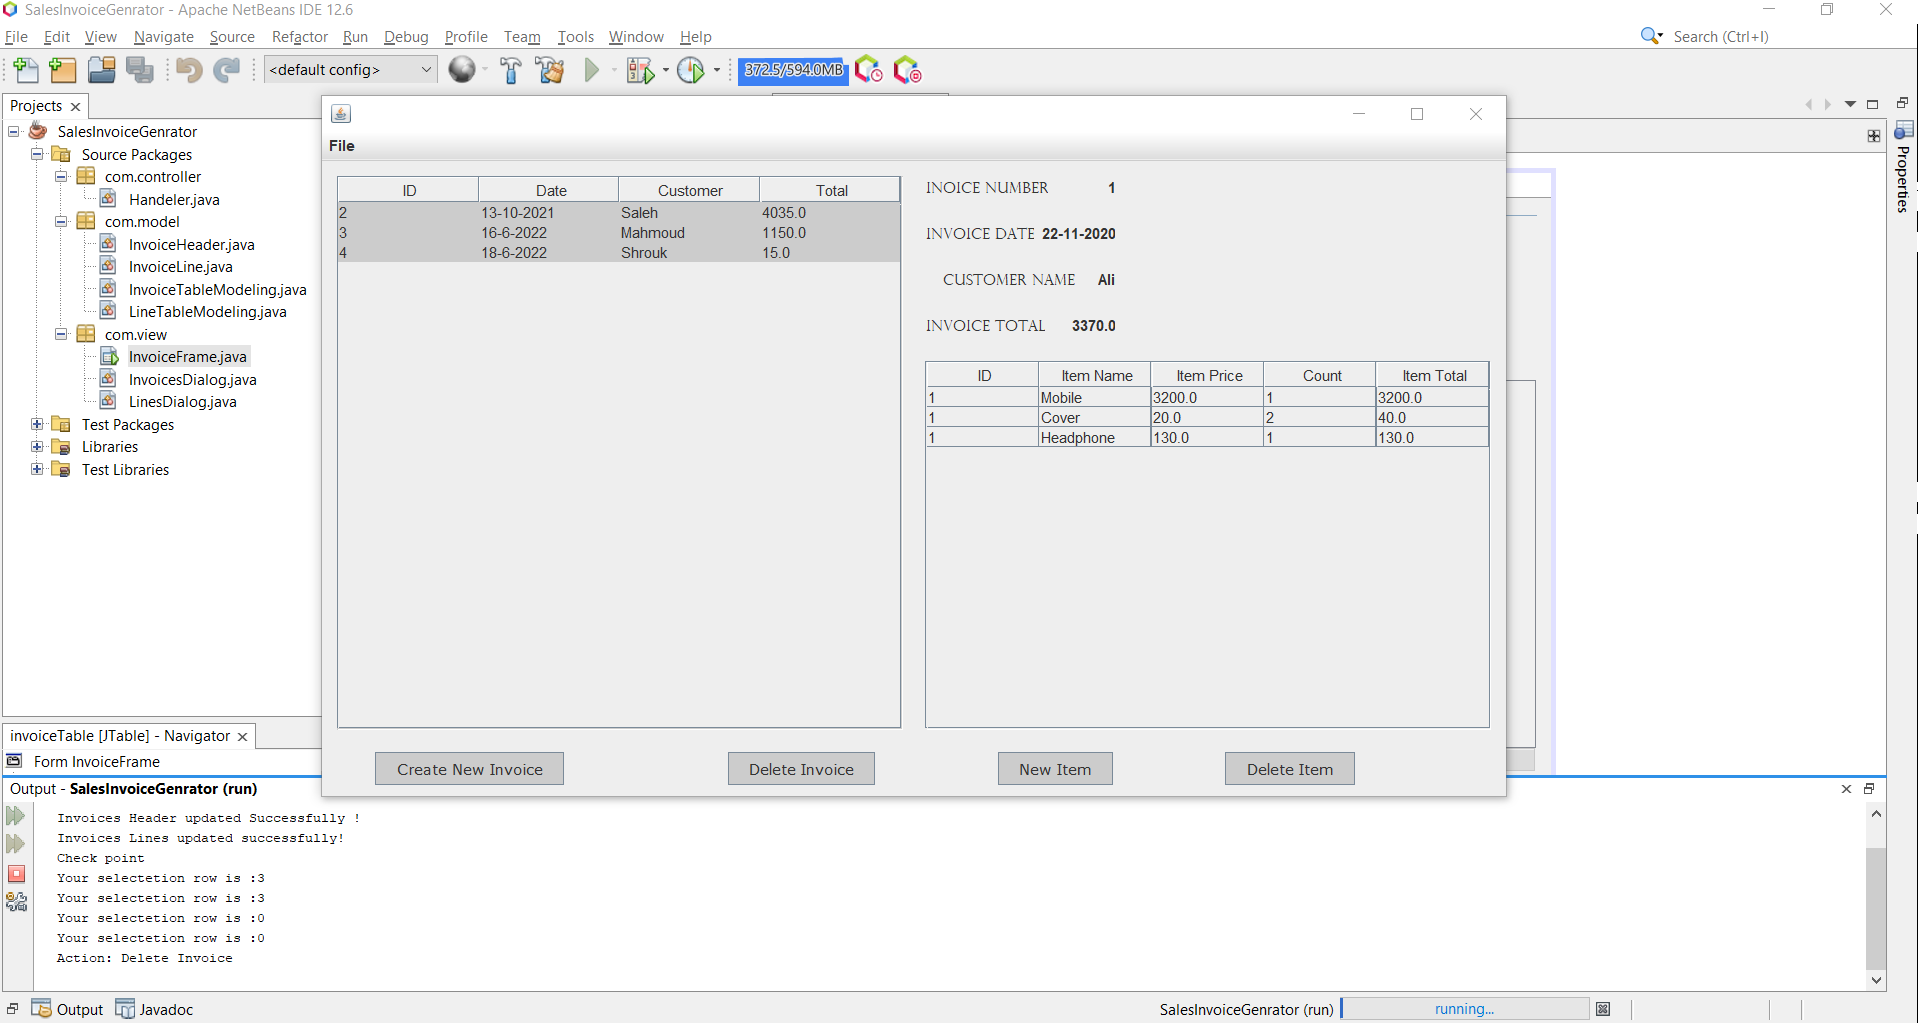 SalesInvoiceGenrator - Apache NetBeans IDE 12.6
File Edit View Navigate Source Refactor Run Debug Profile Team Tools Window Help
Search (Ctrl+I)
<default config>
372.5/594.0MB
Projects
SalesInvoiceGenrator
Source Packages
com.controller
Handeler.java
com.model
InvoiceHeader.java
InvoiceLine.java
InvoiceTableModeling.java
LineTableModeling.java
com.view
InvoiceFrame.java
InvoicesDialog.java
LinesDialog.java
Test Packages
Libraries
Test Libraries
Properties
File
ID Date Customer Total
2 13-10-2021 Saleh 4035.0
3 16-6-2022 Mahmoud 1150.0
4 18-6-2022 Shrouk 15.0
INOICE NUMBER 1
INVOICE DATE 22-11-2020
CUSTOMER NAME Ali
INVOICE TOTAL 3370.0
ID Item Name Item Price Count Item Total
1 Mobile 3200.0 1 3200.0
1 Cover 20.0 2 40.0
1 Headphone 130.0 1 130.0
Create New Invoice Delete Invoice New Item Delete Item
invoiceTable [JTable] - Navigator
Form InvoiceFrame
Output - SalesInvoiceGenrator (run)
Invoices Header updated Successfully !
Invoices Lines updated successfully!
Check point
Your selectetion row is :3
Your selectetion row is :3
Your selectetion row is :0
Your selectetion row is :0
Action: Delete Invoice
Output Javadoc
SalesInvoiceGenrator (run) running...